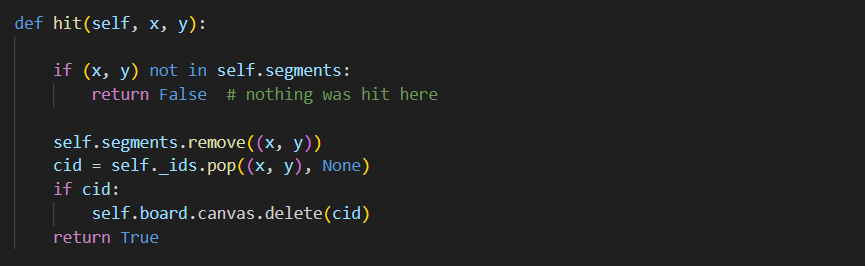 def hit(self, x, y):
if (x, y) not in self.segments:
return False  # nothing was hit here
self.segments.remove((x, y))
cid = self._ids.pop((x, y), None)
if cid:
self.board.canvas.delete(cid)
return True